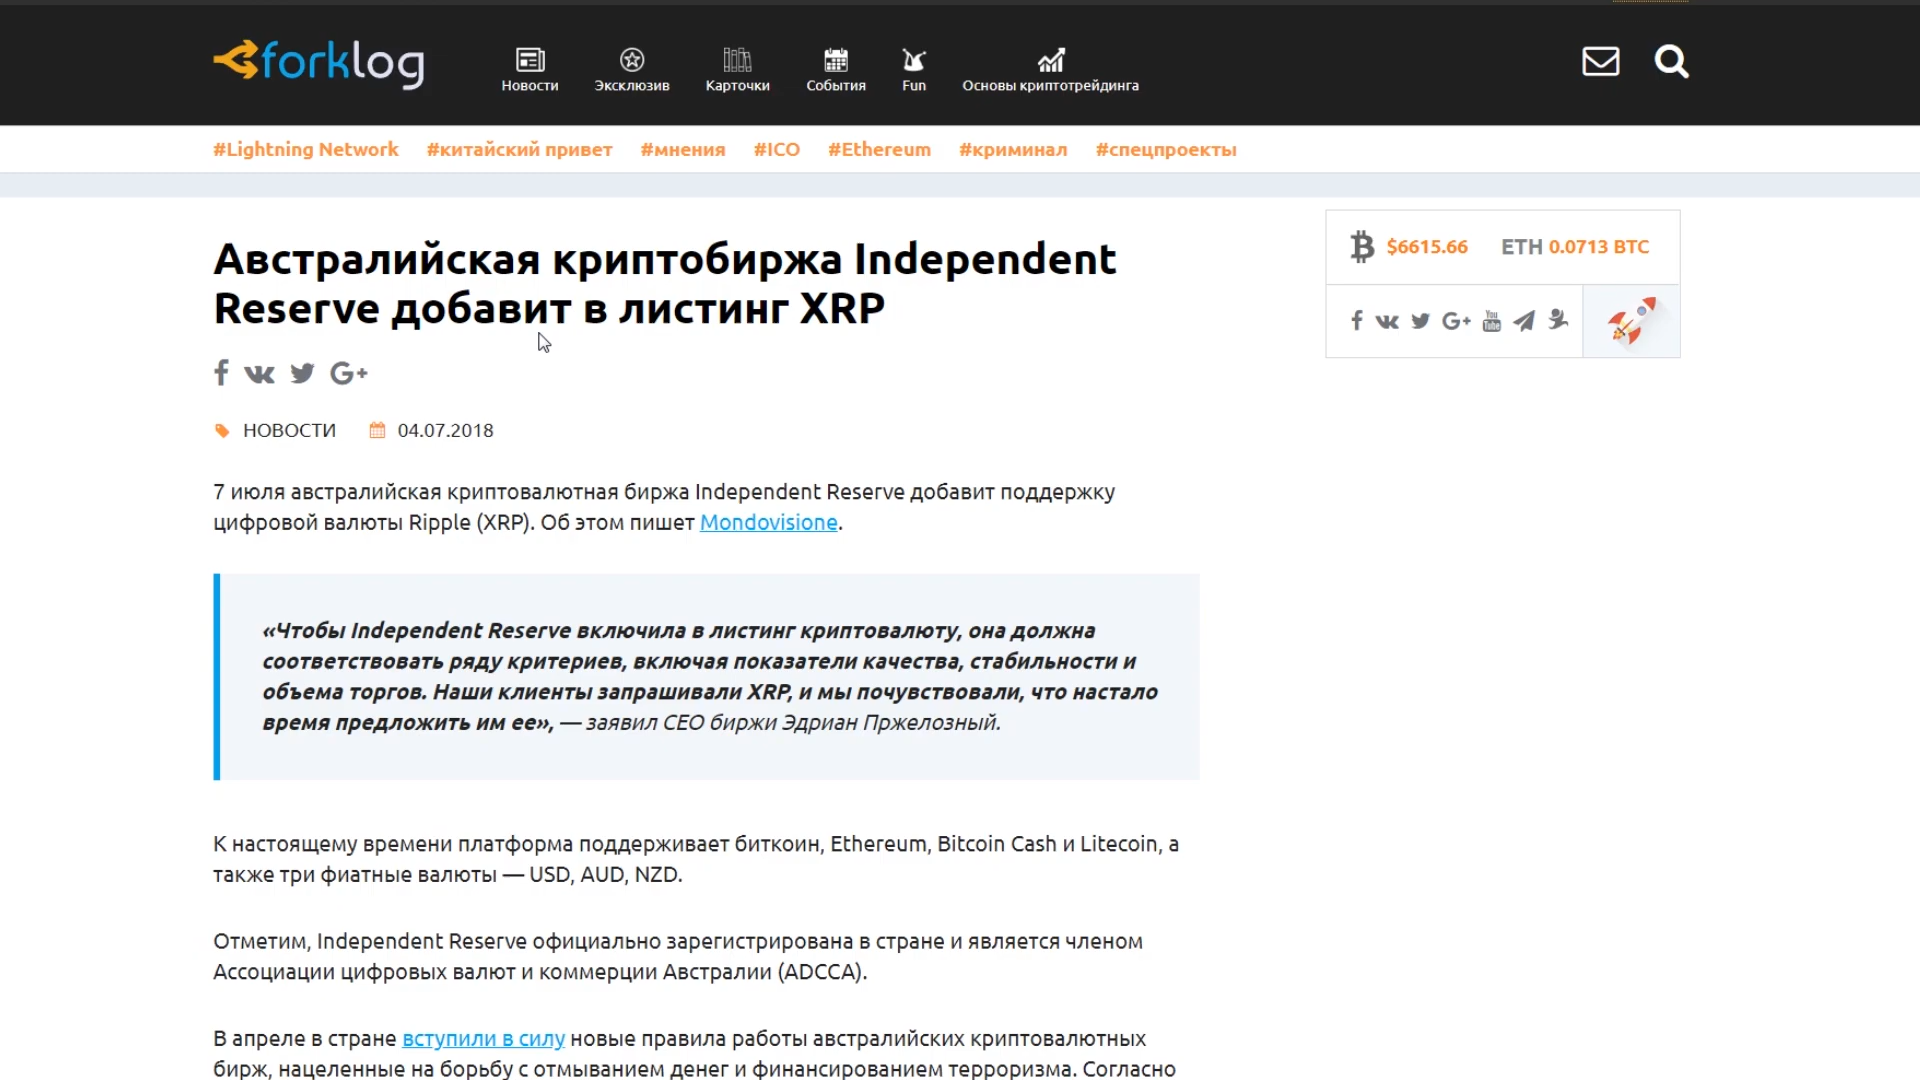 forklog
Новости
Эксклюзив
Карточки
События
Fun
Основы криптотрейдинга
#Lightning Network #китайский привет #мнения #ICO #Ethereum #криминал #спецпроекты
Австралийская криптобиржа Independent
Reserve добавит в листинг XRP
$6615.66 ETH 0.0713 BTC
f вк G+ You Tube
f вк G+
НОВОСТИ 04.07.2018
7 июля австралийская криптовалютная биржа Independent Reserve добавит поддержку
цифровой валюты Ripple (XRP). Об этом пишет Mondovisione.
«Чтобы Independent Reserve включила в листинг криптовалюту, она должна
соответствовать ряду критериев, включая показатели качества, стабильности и
объема торгов. Наши клиенты запрашивали XRP, и мы почувствовали, что настало
время предложить им ее», — заявил CEO биржи Эдриан Пржелозный.
К настоящему времени платформа поддерживает биткоин, Ethereum, Bitcoin Cash и Litecoin, а
также три фиатные валюты — USD, AUD, NZD.
Отметим, Independent Reserve официально зарегистрирована в стране и является членом
Ассоциации цифровых валют и коммерции Австралии (ADCCA).
В апреле в стране вступили в силу новые правила работы австралийских криптовалютных
бирж, нацеленные на борьбу с отмыванием денег и финансированием терроризма. Согласно